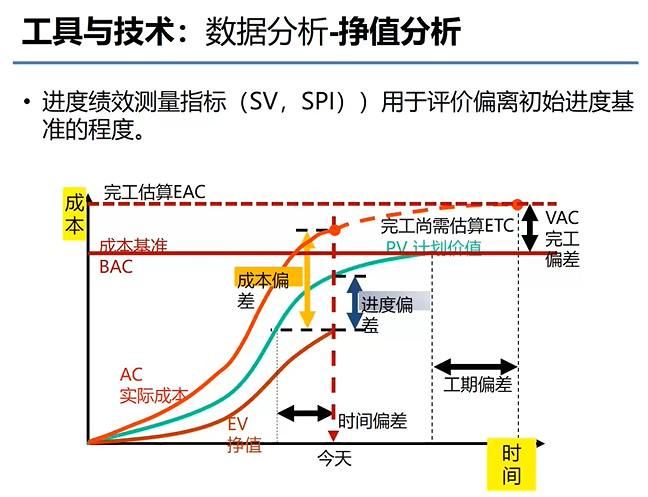 工具与技术：数据分析-挣值分析
• 进度绩效测量指标（SV，SPI））用于评价偏离初始进度基
准的程度。
成
本
完工估算EAC
成本基准
BAC
完工尚需估算ETC
PV 计划价值
VAC
完工
偏差
成本偏
差
进度偏
差
AC
实际成本
工期偏差
EV
挣值
时间偏差
今天
时
间